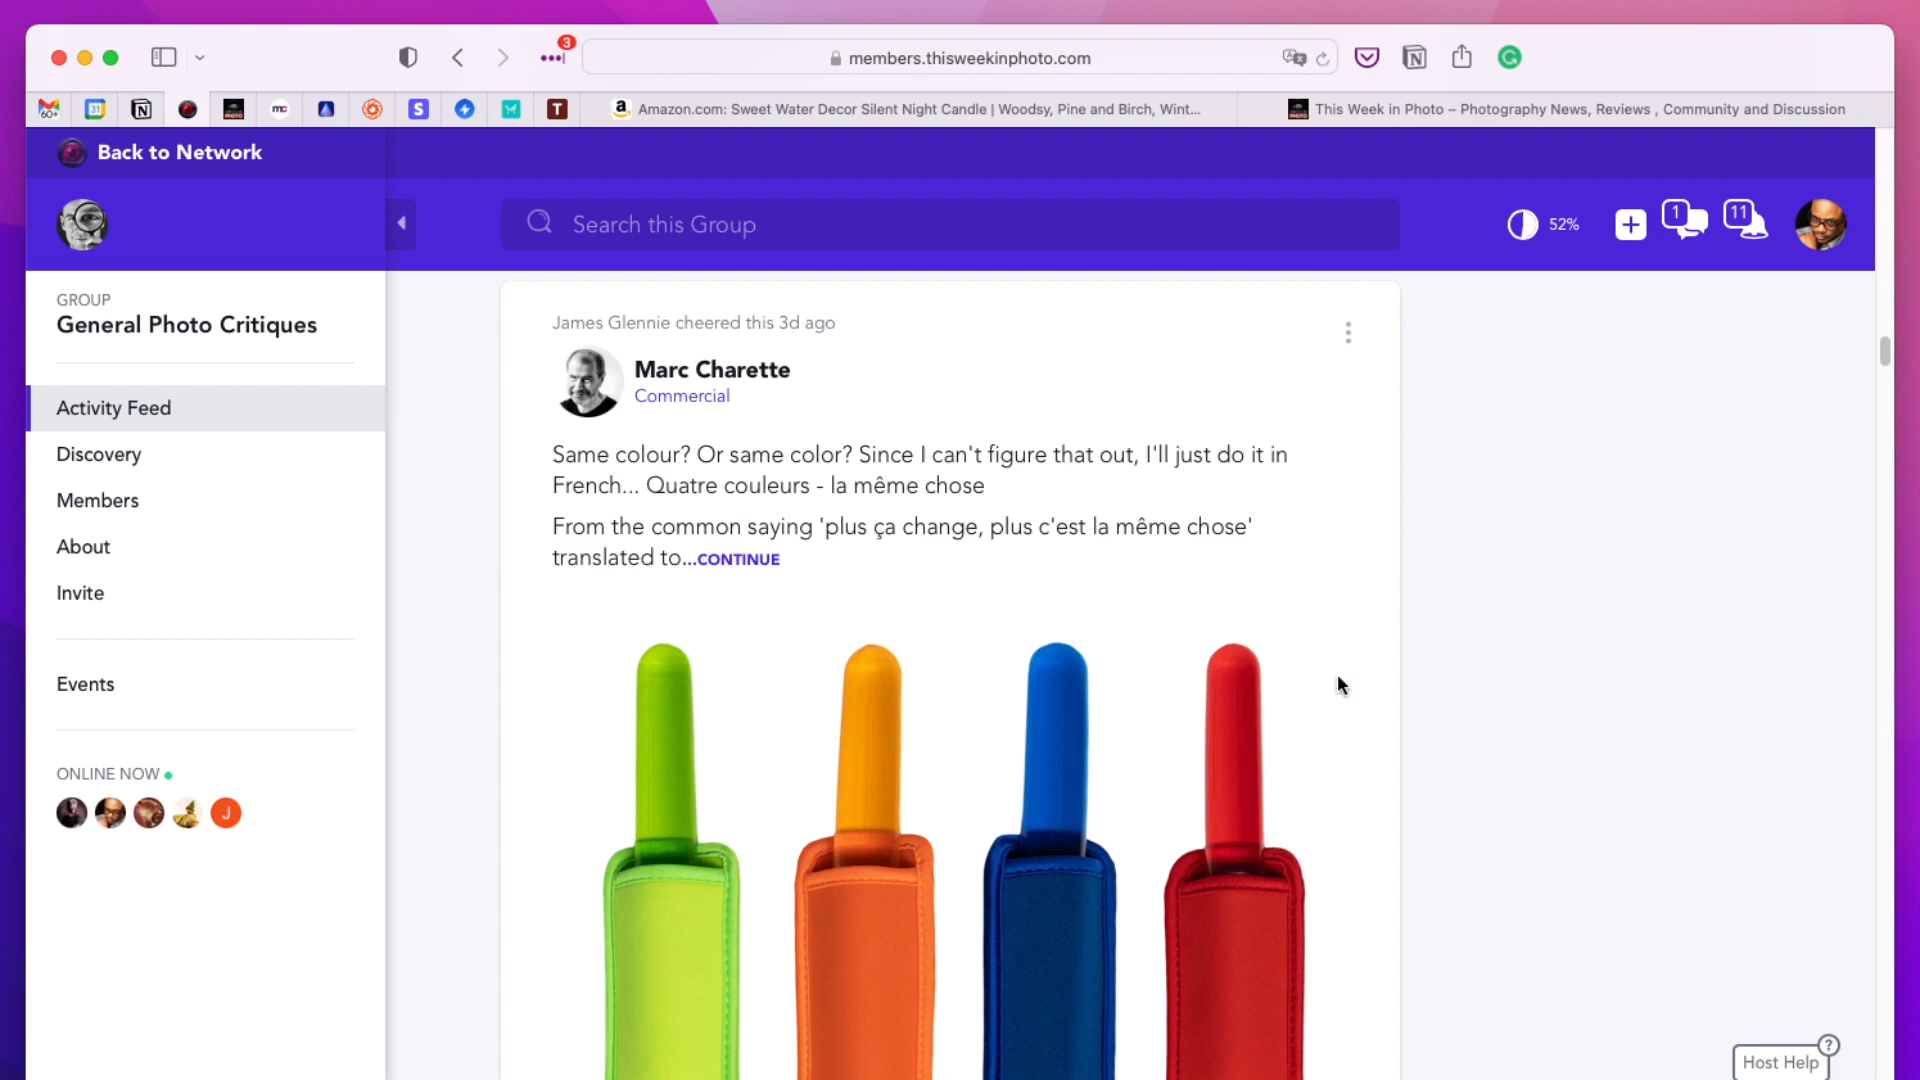 3
members.thisweekinphoto.com
60+
31
mc
S
T
a
Amazon.com: Sweet Water Decor Silent Night Candle | Woodsy, Pine and Birch, Wint...
This Week in Photo – Photography News, Reviews , Community and Discussion
Back to Network
Search this Group
52%
1
11
GROUP
General Photo Critiques
Activity Feed
Discovery
Members
About
Invite
Events
ONLINE NOW
J
James Glennie cheered this 3d ago
Marc Charette
Commercial
Same colour? Or same color? Since I can't figure that out, I'll just do it in
French... Quatre couleurs - la même chose
From the common saying 'plus ça change, plus c'est la même chose'
translated to...CONTINUE
Host Help
?